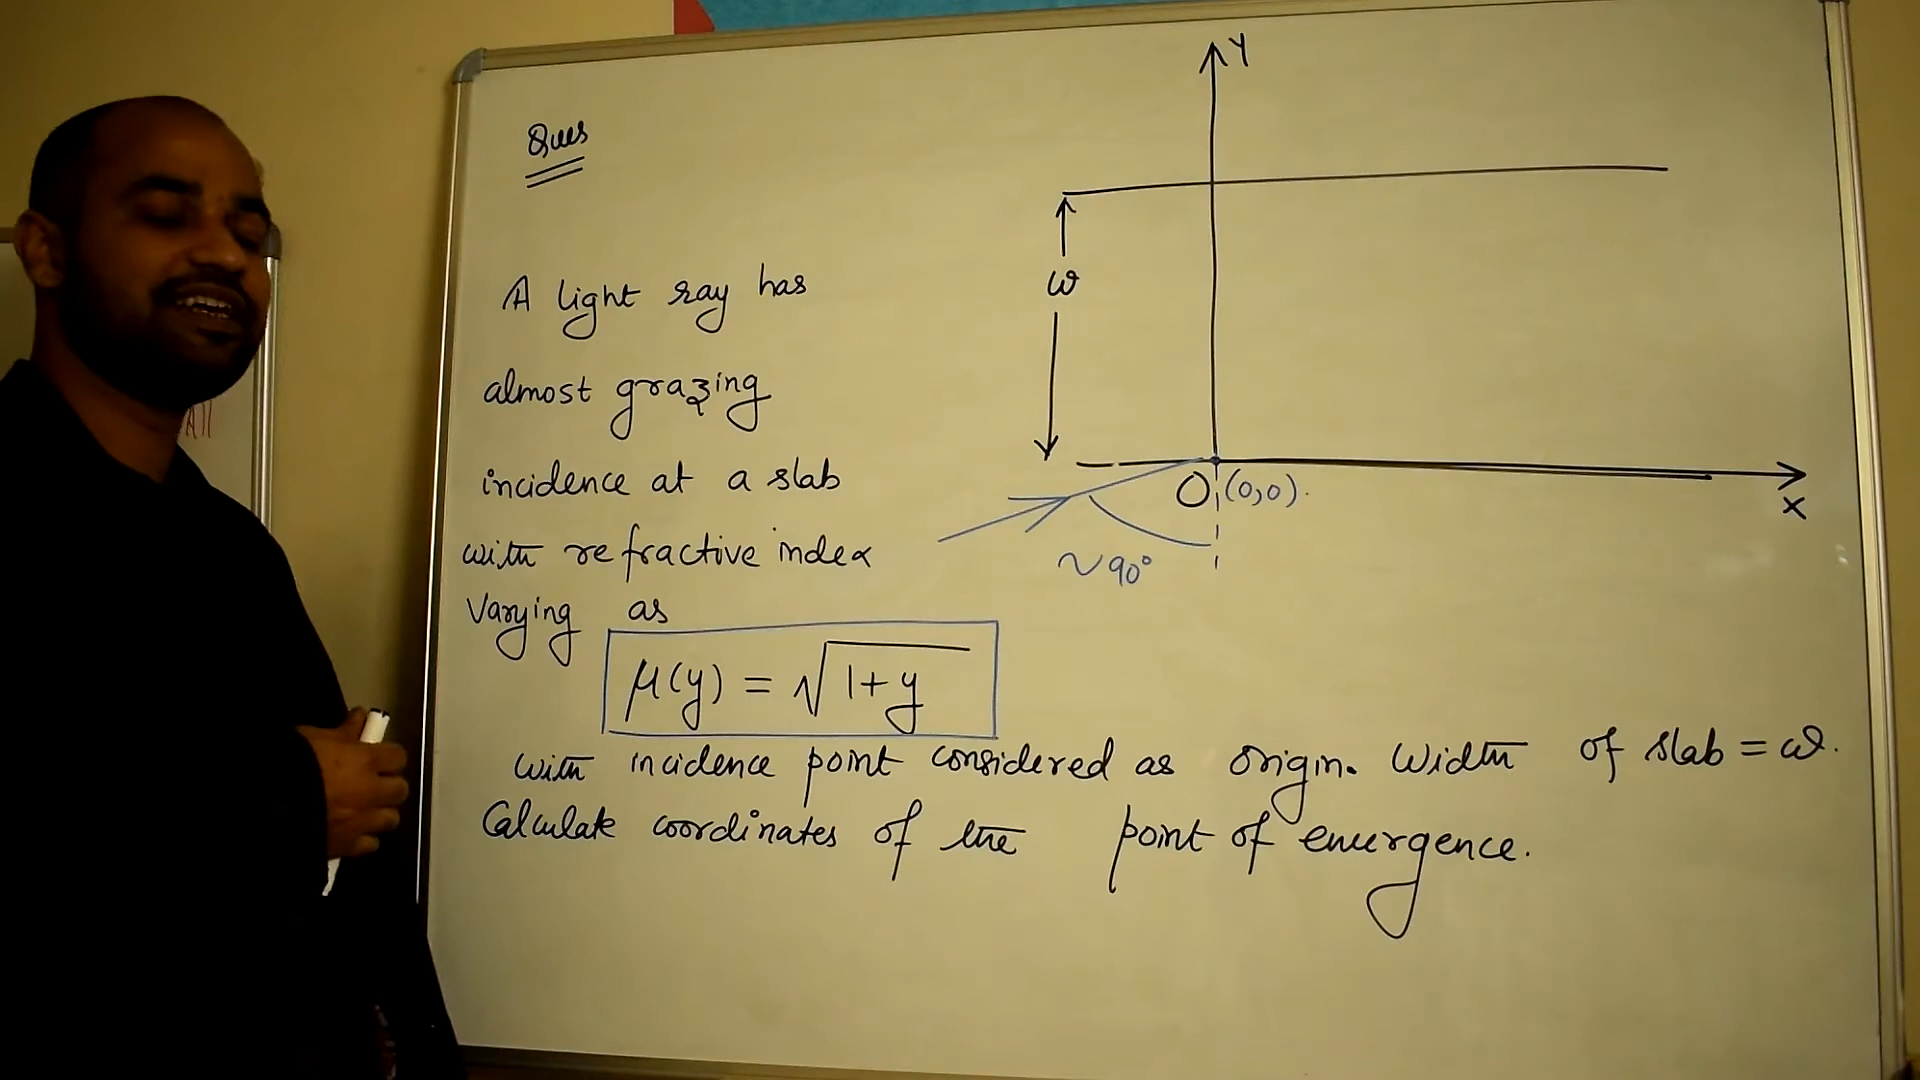 Ques
A light ray has
almost grazing
incidence at a slab
with refractive index
Varying as
μ(y) = √1+y
with incidence point considered as origin. Width of slab = ω.
Calculate coordinates of the point of emergence.
Y
ω
O (0,0).
X
~90°
All